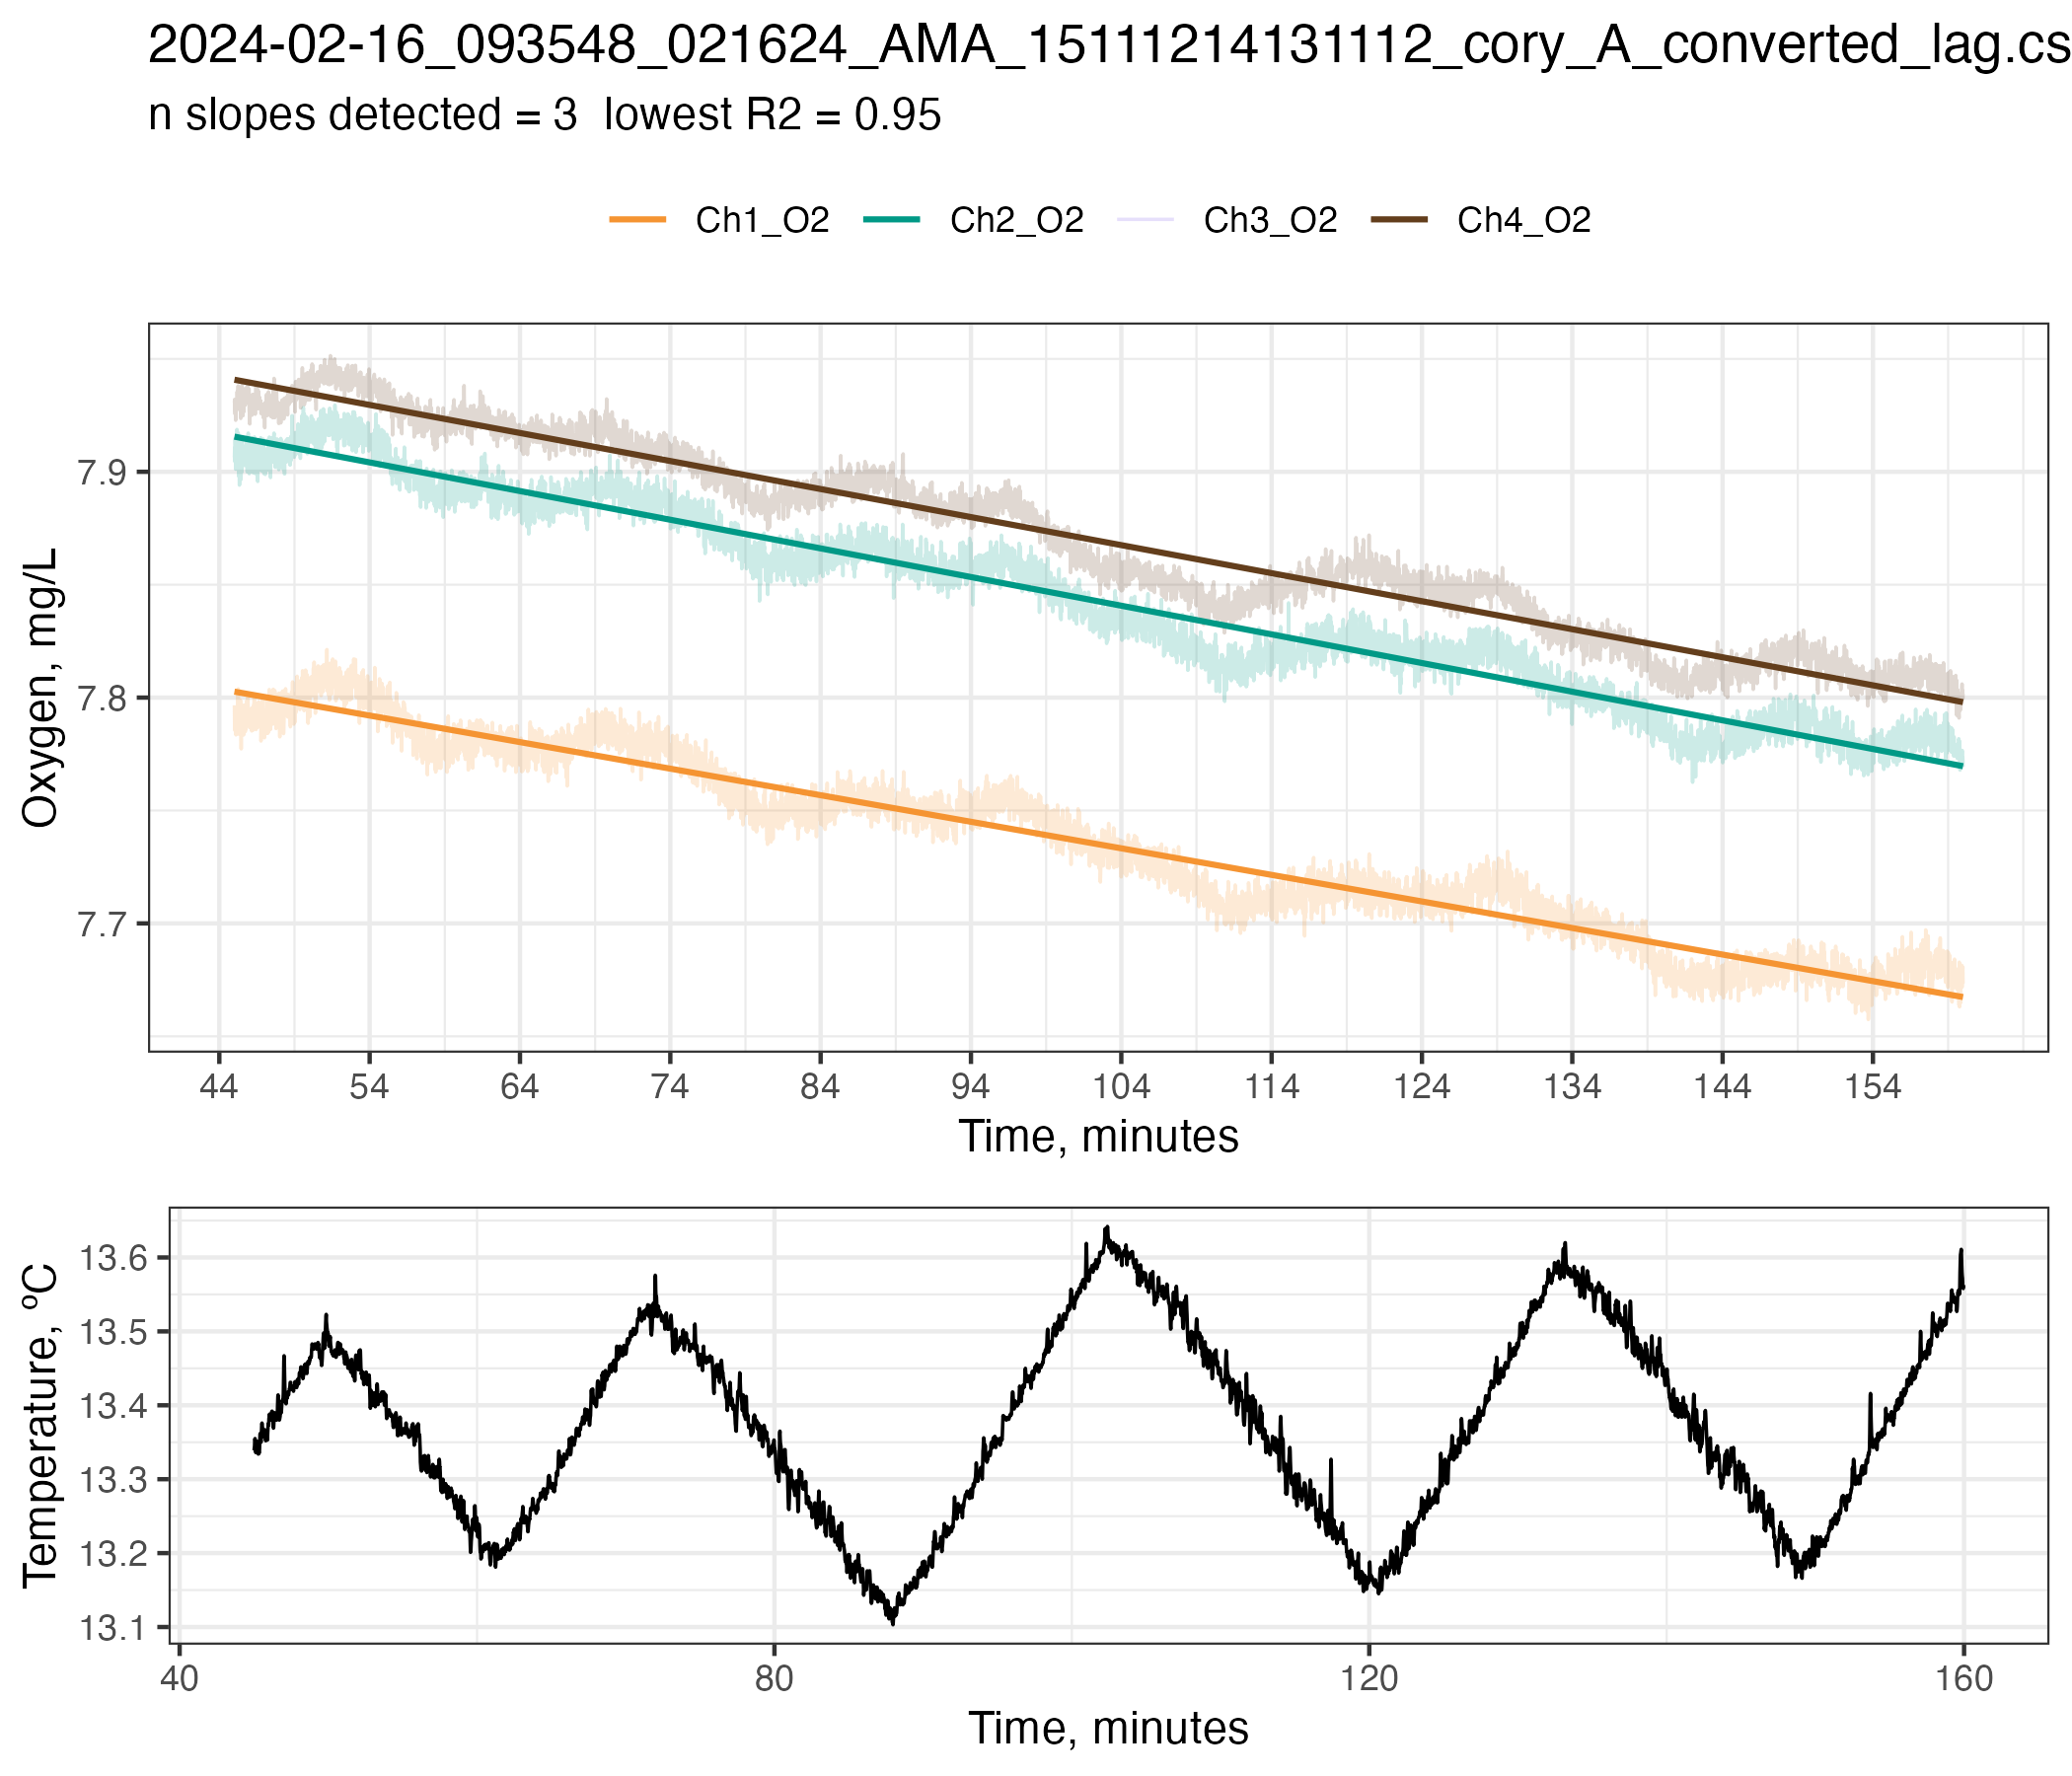 2024-02-16_093548_021624_AMA_15111214131112_cory_A_converted_lag.cs
n slopes detected = 3  lowest R2 = 0.95
Ch1_O2 Ch2_O2 Ch3_O2 Ch4_O2
Oxygen, mg/L
7.9
7.8
7.7
44 54 64 74 84 94 104 114 124 134 144 154
Time, minutes
Temperature, ºC
13.6
13.5
13.4
13.3
13.2
13.1
40 80 120 160
Time, minutes